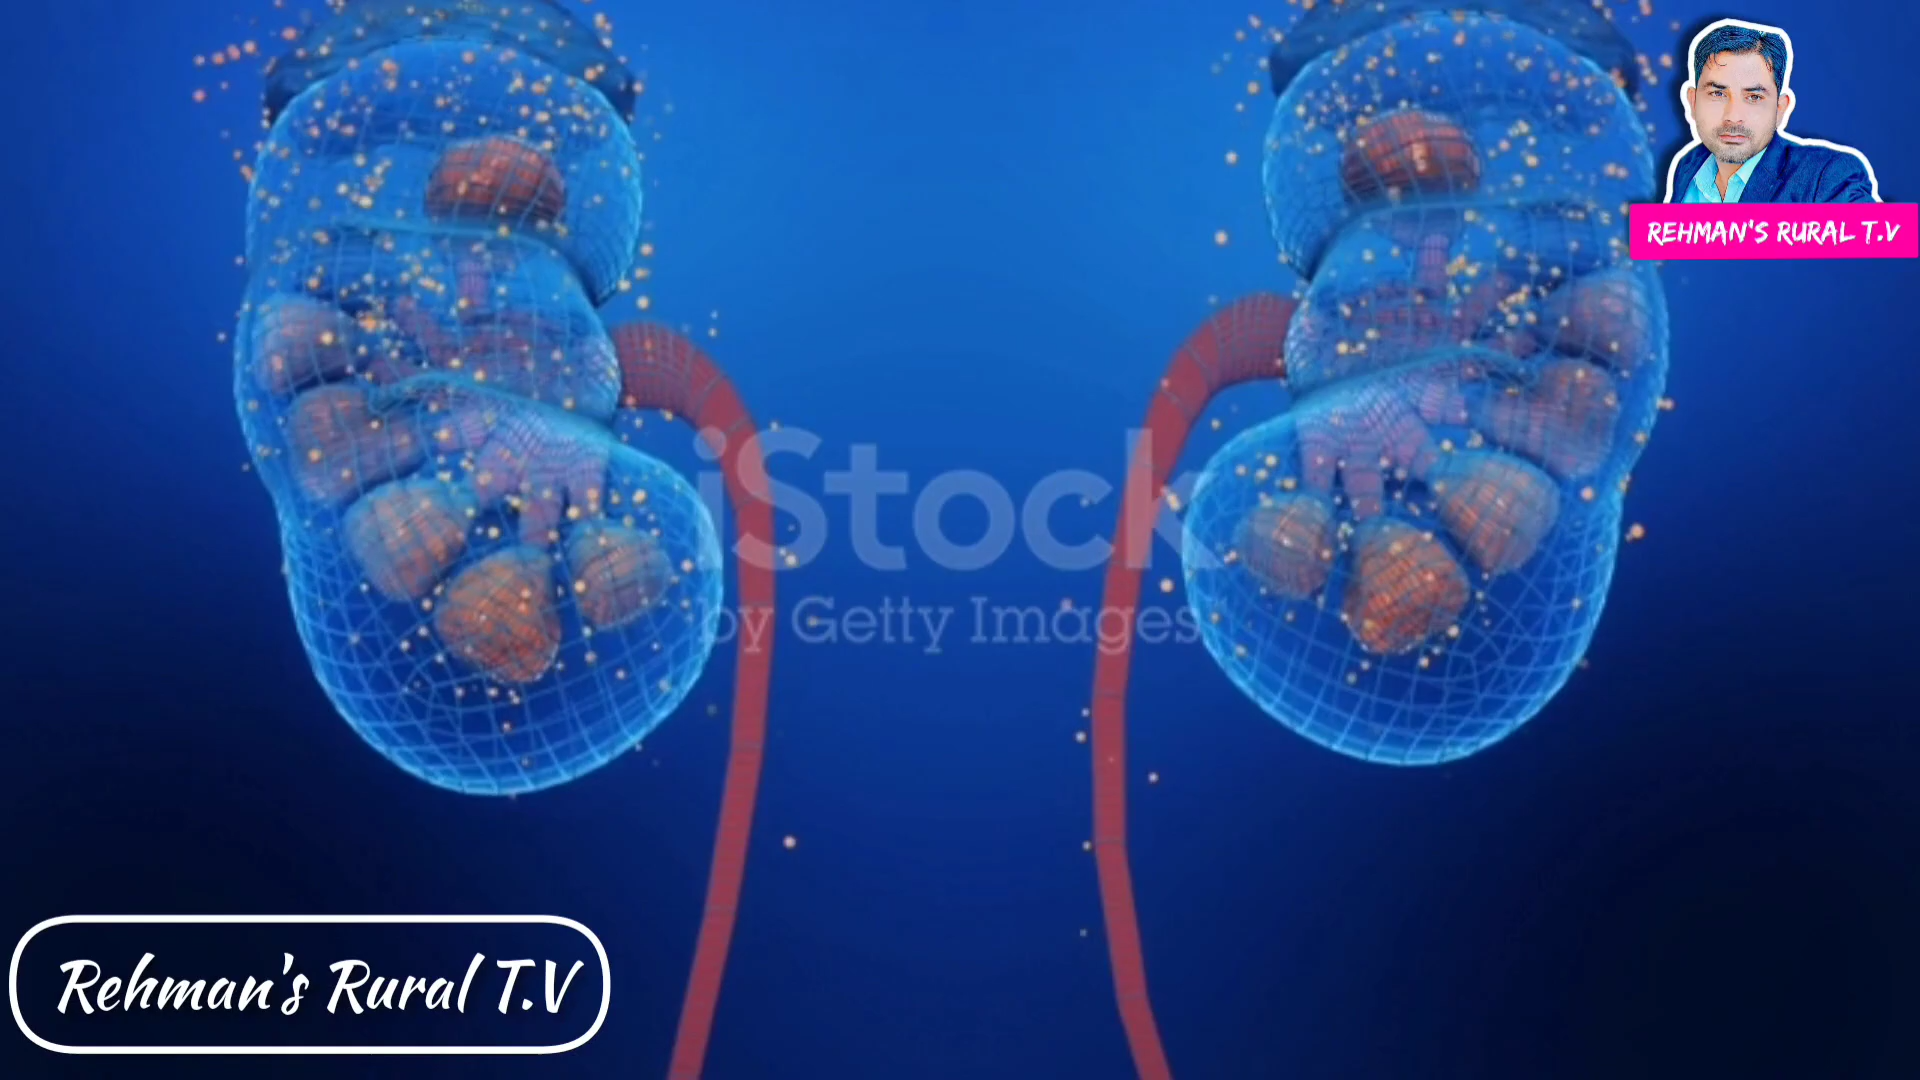 REHMAN'S RURAL T.V
iStock
by Getty Images
Rehman's Rural T.V